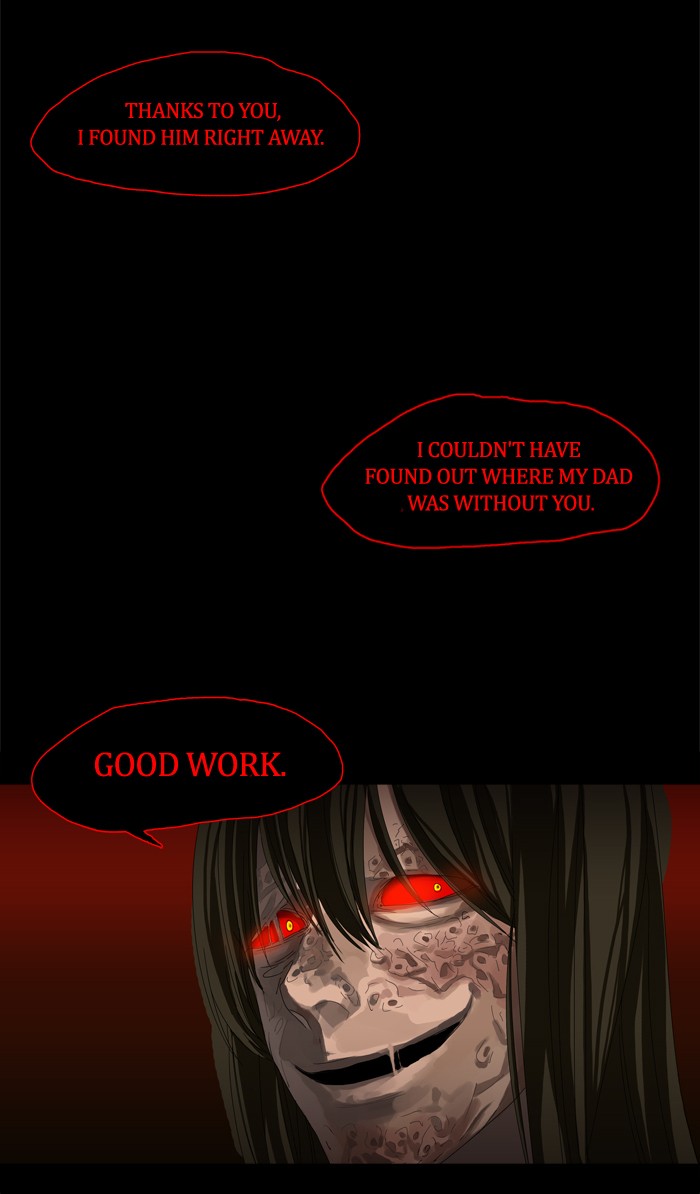 THANKS TO YOU,
I FOUND HIM RIGHT AWAY.
I COULDN'T HAVE
FOUND OUT WHERE MY DAD
WAS WITHOUT YOU.
GOOD WORK.